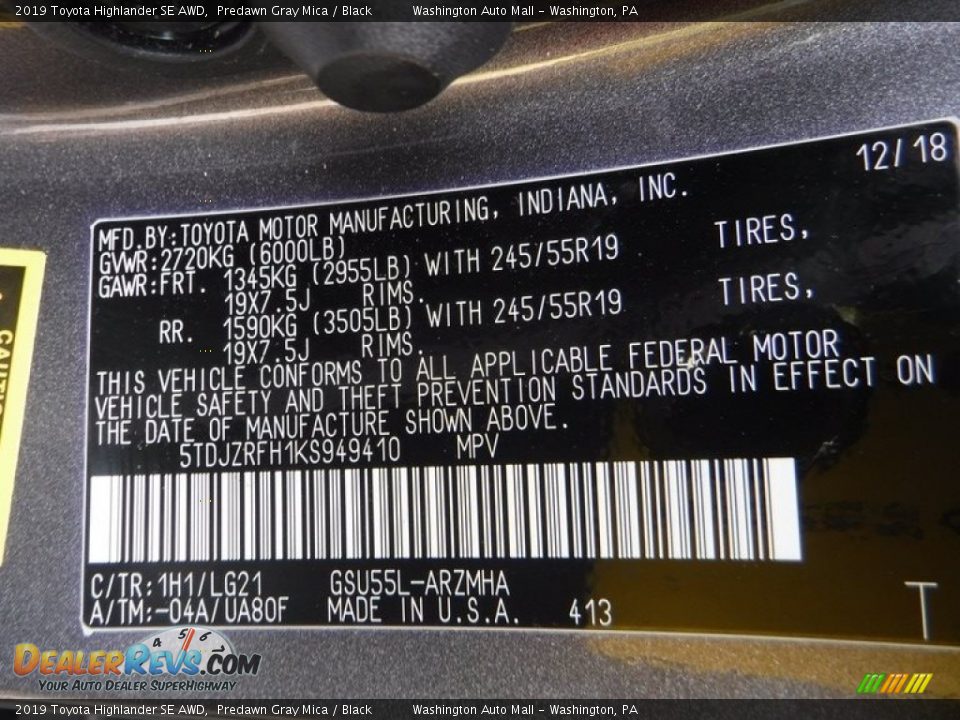 2019 Toyota Highlander SE AWD, Predawn Gray Mica / Black Washington Auto Mall - Washington, PA
12/18
MFD.BY:TOYOTA MOTOR MANUFACTURING, INDIANA, INC.
GVWR:2720KG (6000LB)
GAWR:FRT. 1345KG (2955LB) WITH 245/55R19 TIRES,
19X7.5J RIMS.
RR. 1590KG (3505LB) WITH 245/55R19 TIRES,
19X7.5J RIMS.
THIS VEHICLE CONFORMS TO ALL APPLICABLE FEDERAL MOTOR
VEHICLE SAFETY AND THEFT PREVENTION STANDARDS IN EFFECT ON
THE DATE OF MANUFACTURE SHOWN ABOVE.
5TDJZRFH1KS949410 MPV
C/TR:1H1/LG21 GSU55L-ARZMHA
A/TM:-04A/UA80F MADE IN U.S.A. 413
T
DEALERREVS.COM
YOUR AUTO DEALER SUPERHIGHWAY
2019 Toyota Highlander SE AWD, Predawn Gray Mica / Black Washington Auto Mall - Washington, PA